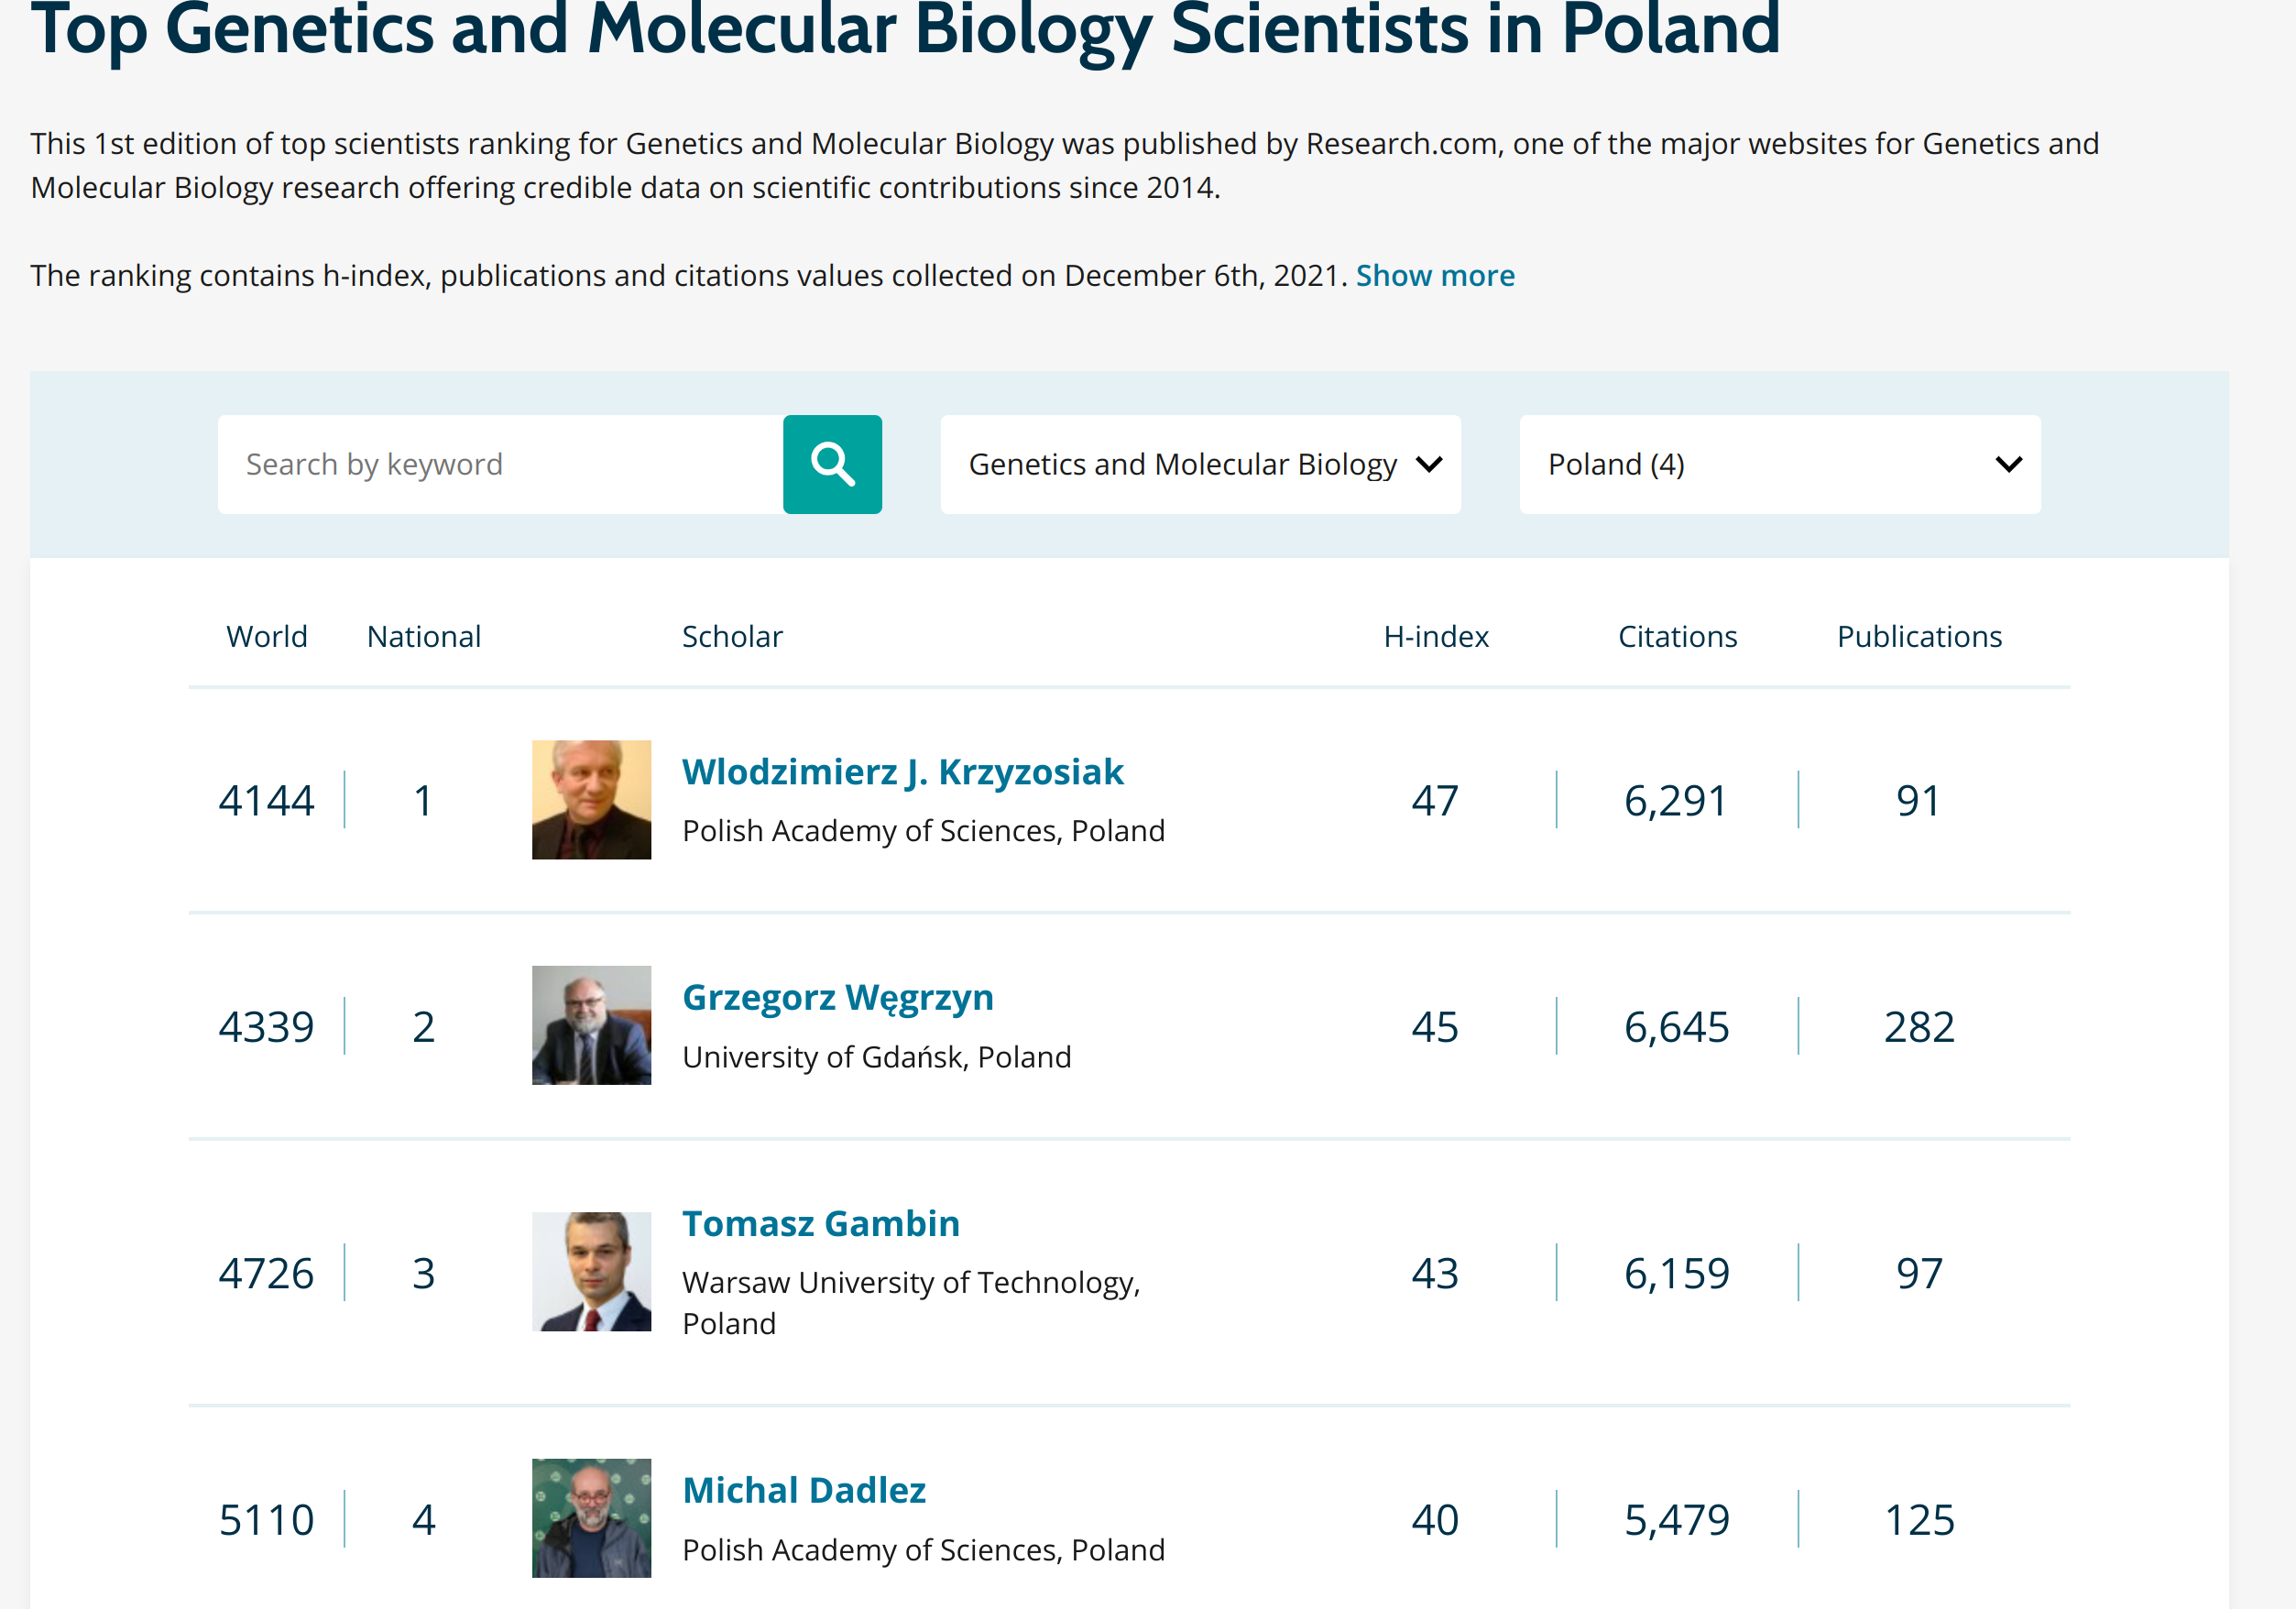 Top Genetics and Molecular Biology Scientists in Poland
This 1st edition of top scientists ranking for Genetics and Molecular Biology was published by Research.com, one of the major websites for Genetics and
Molecular Biology research offering credible data on scientific contributions since 2014.
The ranking contains h-index, publications and citations values collected on December 6th, 2021. Show more
Search by keyword
Genetics and Molecular Biology
Poland (4)
World National Scholar H-index Citations Publications
4144 1 Wlodzimierz J. Krzyzosiak 47 6,291 91
Polish Academy of Sciences, Poland
4339 2 Grzegorz Węgrzyn 45 6,645 282
University of Gdańsk, Poland
4726 3 Tomasz Gambin 43 6,159 97
Warsaw University of Technology,
Poland
5110 4 Michal Dadlez 40 5,479 125
Polish Academy of Sciences, Poland